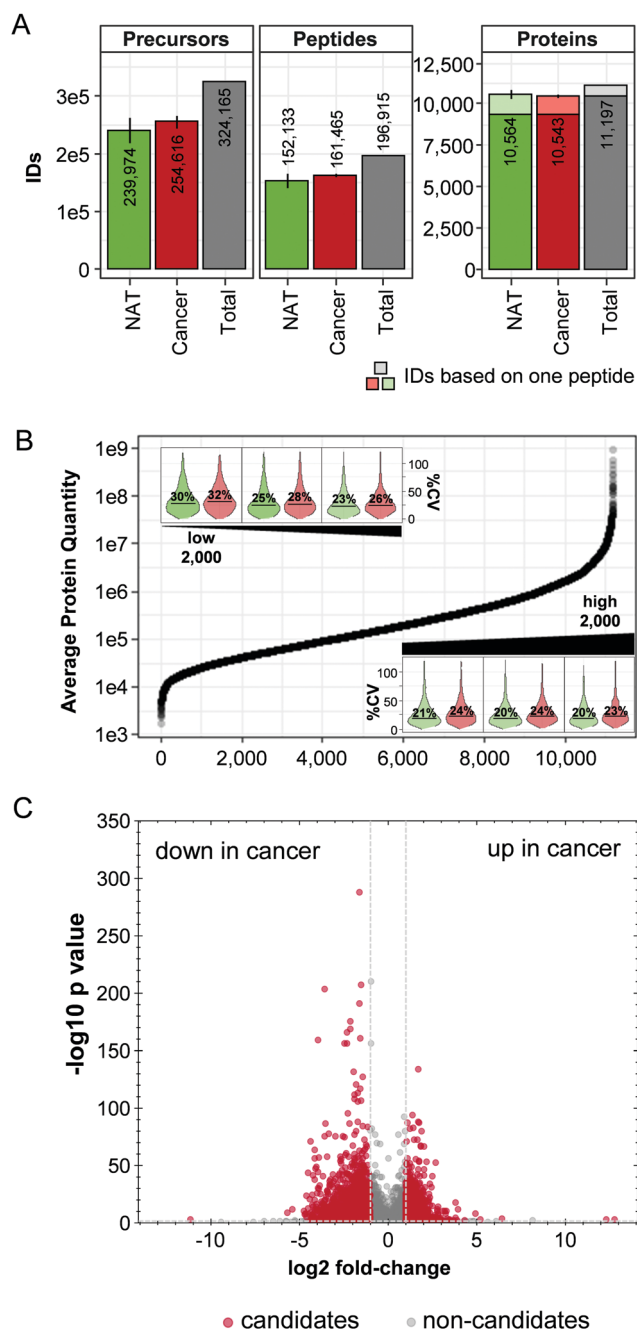 A
Precursors
Peptides
Proteins
IDs
3e5
2e5
1e5
0
239,974
254,616
324,165
152,133
161,465
196,915
12,500
10,000
7,500
5,000
2,500
0
10,564
10,543
11,197
NAT
Cancer
Total
NAT
Cancer
Total
NAT
Cancer
Total
IDs based on one peptide
B
Average Protein Quantity
1e9
1e8
1e7
1e6
1e5
1e4
1e3
30%
32%
25%
28%
23%
26%
100
50
0
%CV
low
2,000
high
2,000
%CV
100
50
0
21%
24%
20%
24%
20%
23%
0
2,000
4,000
6,000
8,000
10,000
C
350
300
250
200
150
100
50
0
-log10 p value
down in cancer
up in cancer
-10
-5
0
5
10
log2 fold-change
candidates
non-candidates